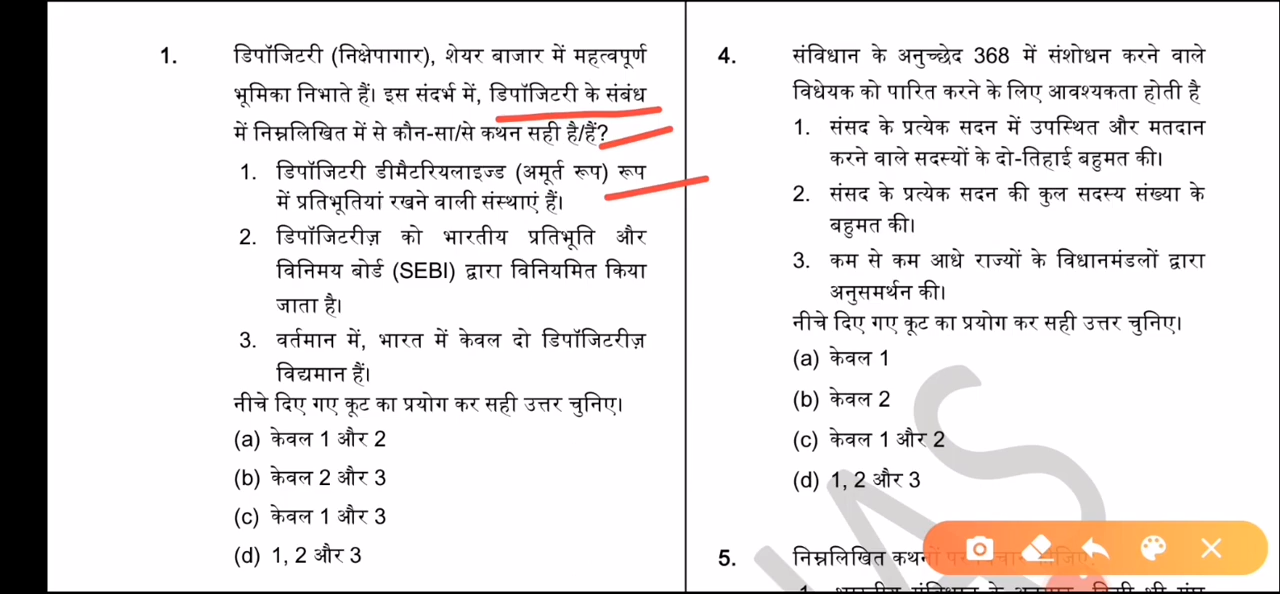 1. डिपॉजिटरी (निक्षेपागार), शेयर बाजार में महत्वपूर्ण
भूमिका निभाते हैं। इस संदर्भ में, डिपॉजिटरी के संबंध
में निम्नलिखित में से कौन-सा/से कथन सही है/हैं?
1. डिपॉजिटरी डीमैटरियलाइज्ड (अमूर्त रूप) रूप
में प्रतिभूतियां रखने वाली संस्थाएं हैं।
2. डिपॉजिटरीज़ को भारतीय प्रतिभूति और
विनिमय बोर्ड (SEBI) द्वारा विनियमित किया
जाता है।
3. वर्तमान में, भारत में केवल दो डिपॉजिटरीज़
विद्यमान हैं।
नीचे दिए गए कूट का प्रयोग कर सही उत्तर चुनिए।
(a) केवल 1 और 2
(b) केवल 2 और 3
(c) केवल 1 और 3
(d) 1, 2 और 3
4. संविधान के अनुच्छेद 368 में संशोधन करने वाले
विधेयक को पारित करने के लिए आवश्यकता होती है
1. संसद के प्रत्येक सदन में उपस्थित और मतदान
करने वाले सदस्यों के दो-तिहाई बहुमत की।
2. संसद के प्रत्येक सदन की कुल सदस्य संख्या के
बहुमत की।
3. कम से कम आधे राज्यों के विधानमंडलों द्वारा
अनुसमर्थन की।
नीचे दिए गए कूट का प्रयोग कर सही उत्तर चुनिए।
(a) केवल 1
(b) केवल 2
(c) केवल 1 और 2
(d) 1, 2 और 3
5. निम्नलिखित कथनों